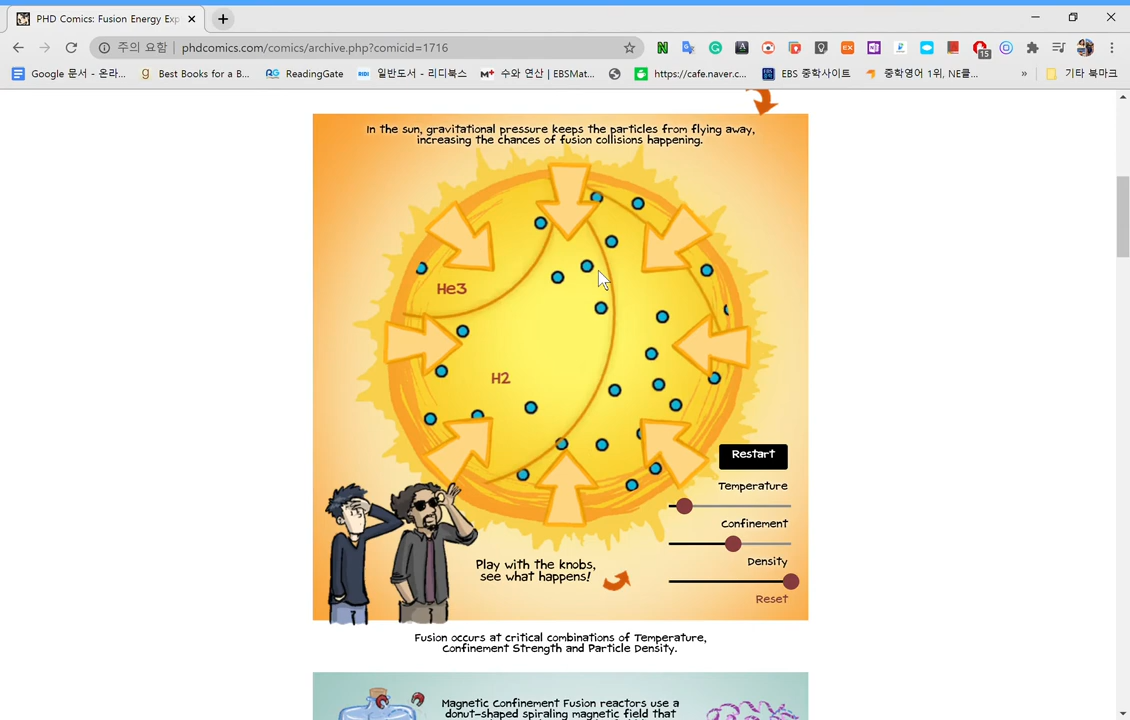 PHD Comics: Fusion Energy Exp
주의 요함
phdcomics.com/comics/archive.php?comicid=1716
15
Google 문서 - 온라...
Best Books for a B...
ReadingGate
RIDI 일반도서 - 리디북스
M+ 수와 연산 | EBSMat...
https://cafe.naver.c...
EBS 중학사이트
중학영어 1위, NE클...
»
기타 북마크
In the sun, gravitational pressure keeps the particles from flying away,
increasing the chances of fusion collisions happening.
He3
H2
Restart
Temperature
Confinement
Density
Reset
Play with the knobs,
see what happens!
Fusion occurs at critical combinations of Temperature,
Confinement Strength and Particle Density.
Magnetic Confinement Fusion reactors use a
donut-shaped spiraling magnetic field that